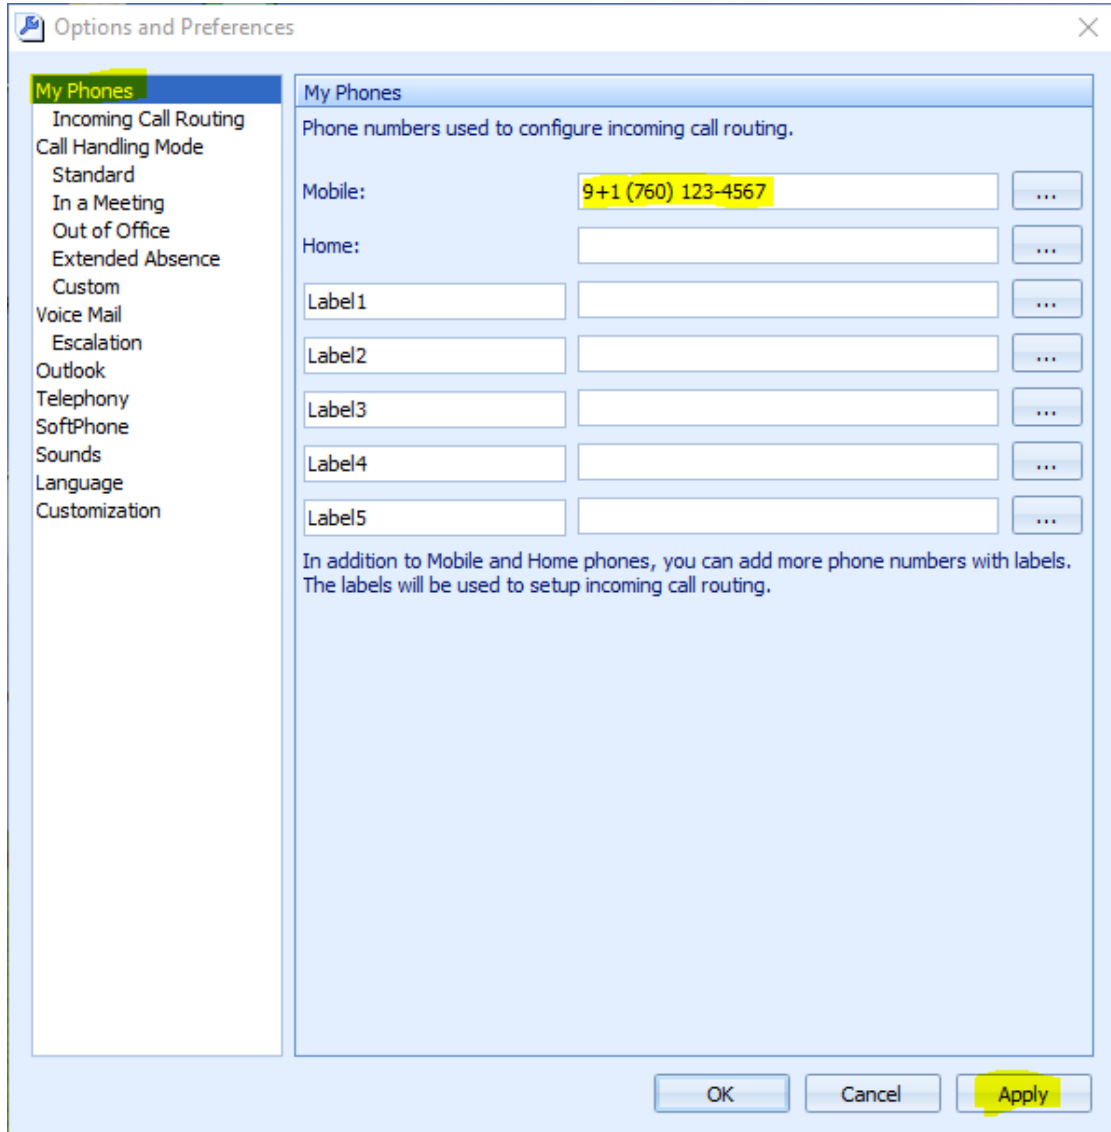 Options and Preferences
My Phones
Incoming Call Routing
Call Handling Mode
Standard
In a Meeting
Out of Office
Extended Absence
Custom
Voice Mail
Escalation
Outlook
Telephony
SoftPhone
Sounds
Language
Customization
My Phones
Phone numbers used to configure incoming call routing.
Mobile: 9+1 (760) 123-4567 ...
Home: ...
Label1 ...
Label2 ...
Label3 ...
Label4 ...
Label5 ...
In addition to Mobile and Home phones, you can add more phone numbers with labels.
The labels will be used to setup incoming call routing.
OK Cancel Apply